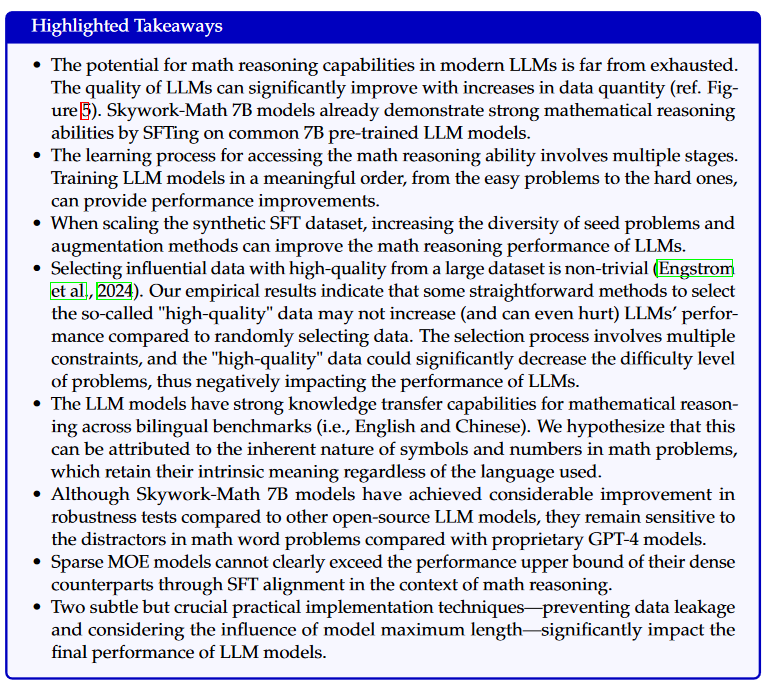 Highlighted Takeaways
• The potential for math reasoning capabilities in modern LLMs is far from exhausted.
The quality of LLMs can significantly improve with increases in data quantity (ref. Fig-
ure 5). Skywork-Math 7B models already demonstrate strong mathematical reasoning
abilities by SFTing on common 7B pre-trained LLM models.
• The learning process for accessing the math reasoning ability involves multiple stages.
Training LLM models in a meaningful order, from the easy problems to the hard ones,
can provide performance improvements.
• When scaling the synthetic SFT dataset, increasing the diversity of seed problems and
augmentation methods can improve the math reasoning performance of LLMs.
• Selecting influential data with high-quality from a large dataset is non-trivial (Engstrom
et al., 2024). Our empirical results indicate that some straightforward methods to select
the so-called "high-quality" data may not increase (and can even hurt) LLMs' perfor-
mance compared to randomly selecting data. The selection process involves multiple
constraints, and the "high-quality" data could significantly decrease the difficulty level
of problems, thus negatively impacting the performance of LLMs.
• The LLM models have strong knowledge transfer capabilities for mathematical reason-
ing across bilingual benchmarks (i.e., English and Chinese). We hypothesize that this
can be attributed to the inherent nature of symbols and numbers in math problems,
which retain their intrinsic meaning regardless of the language used.
• Although Skywork-Math 7B models have achieved considerable improvement in
robustness tests compared to other open-source LLM models, they remain sensitive to
the distractors in math word problems compared with proprietary GPT-4 models.
• Sparse MOE models cannot clearly exceed the performance upper bound of their dense
counterparts through SFT alignment in the context of math reasoning.
• Two subtle but crucial practical implementation techniques—preventing data leakage
and considering the influence of model maximum length—significantly impact the
final performance of LLM models.